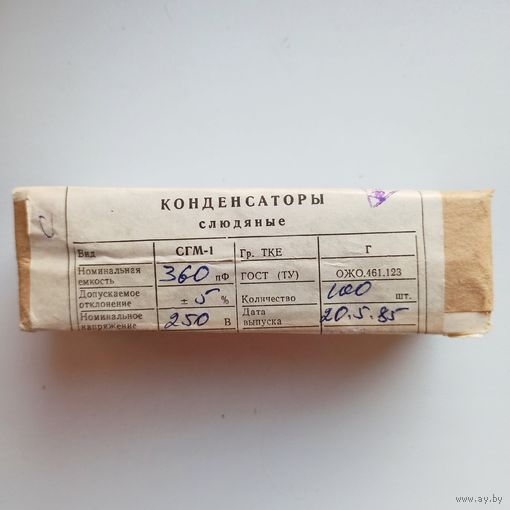 КОНДЕНСАТОРЫ
слюдяные
Вид СГМ-1 Гр. ТКЕ Г
Номинальная емкость 360 пФ ГОСТ (ТУ) ОЖО.461.123
Допускаемое отклонение ± 5 % Количество 100 шт.
Номинальное напряжение 250 В Дата выпуска 20.5.85
© www.ay.by